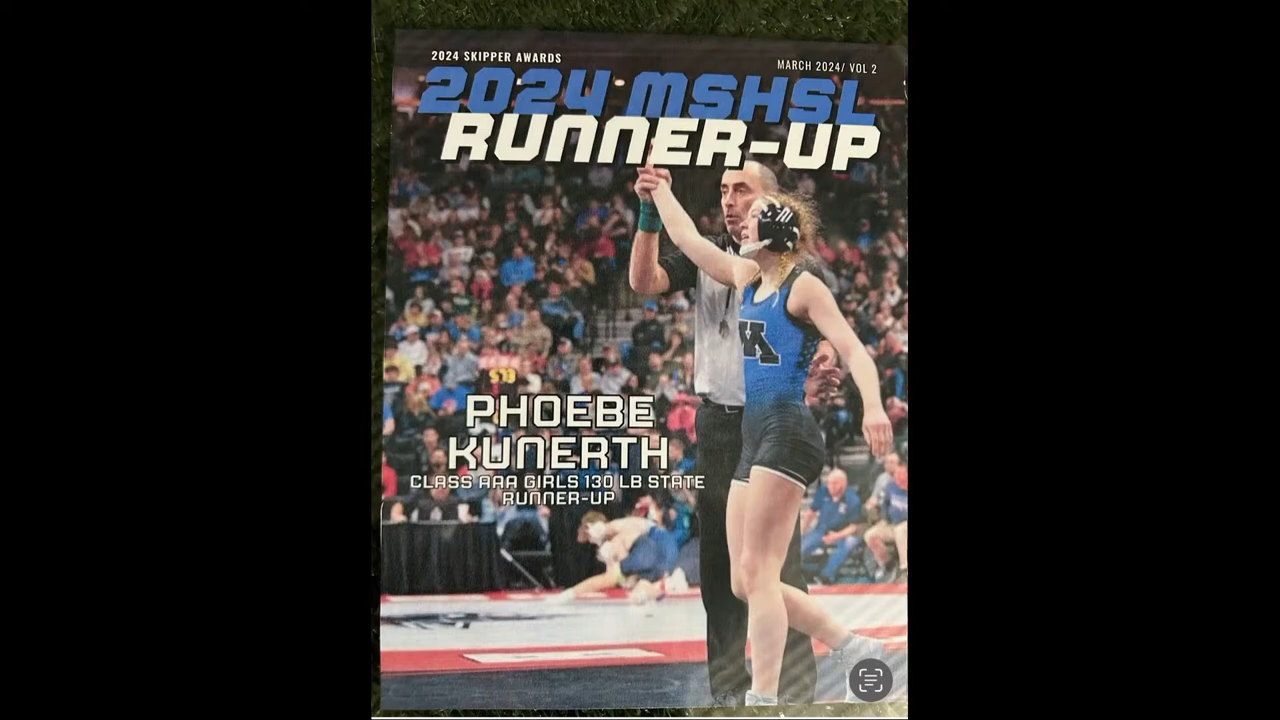 2024 SKIPPER AWARDS
MARCH 2024/ VOL 2
2024 MSHSL
RUNNER-UP
573
PHOEBE
KUNERTH
CLASS AAA GIRLS 130 LB STATE
RUNNER-UP